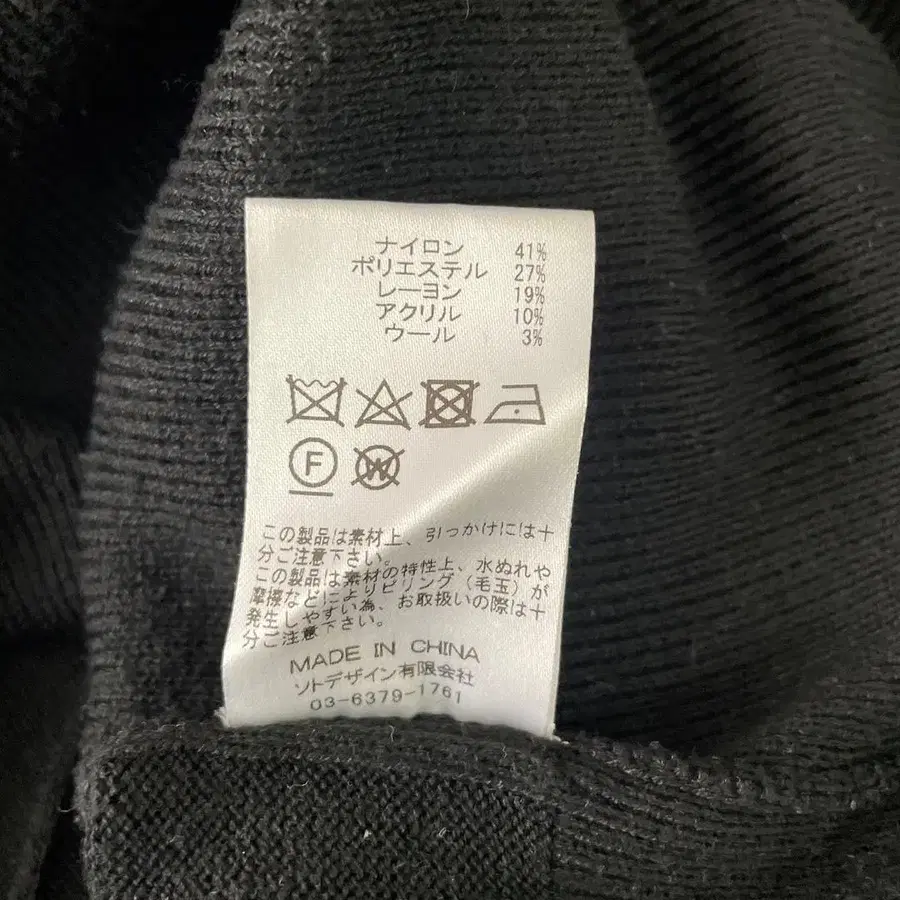 ナイロン 41%
ポリエステル 27%
レーヨン 19%
アクリル 10%
ウール 3%
F W
この製品は素材上、引っかけには十
分ご注意下さい。
この製品は素材の特性上、水ぬれや
摩擦などによりピリング(毛玉)が
発生しやすい為、お取扱いの際は十
分ご注意下さい。
MADE IN CHINA
ソトデザイン有限会社
03-6379-1761